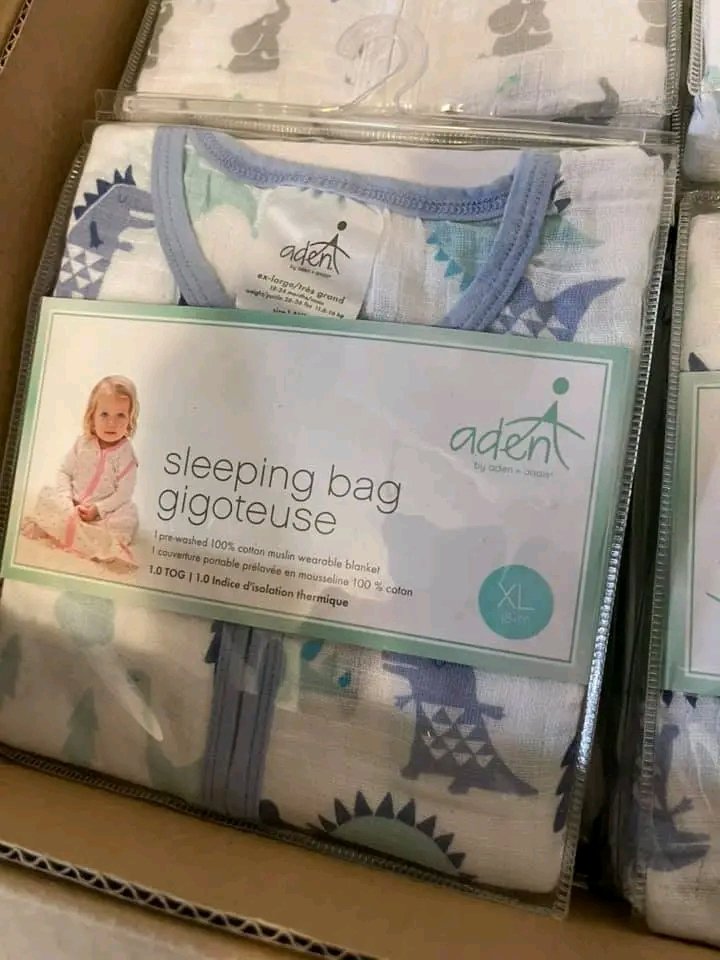 aden
by aden + anais
ex-large/très grand
aden
by aden + anais
sleeping bag
gigoteuse
1 pre-washed 100% cotton muslin wearable blanket
1 couverture portable prélavée en mousseline 100 % coton
1.0 TOG | 1.0 Indice d'isolation thermique
XL